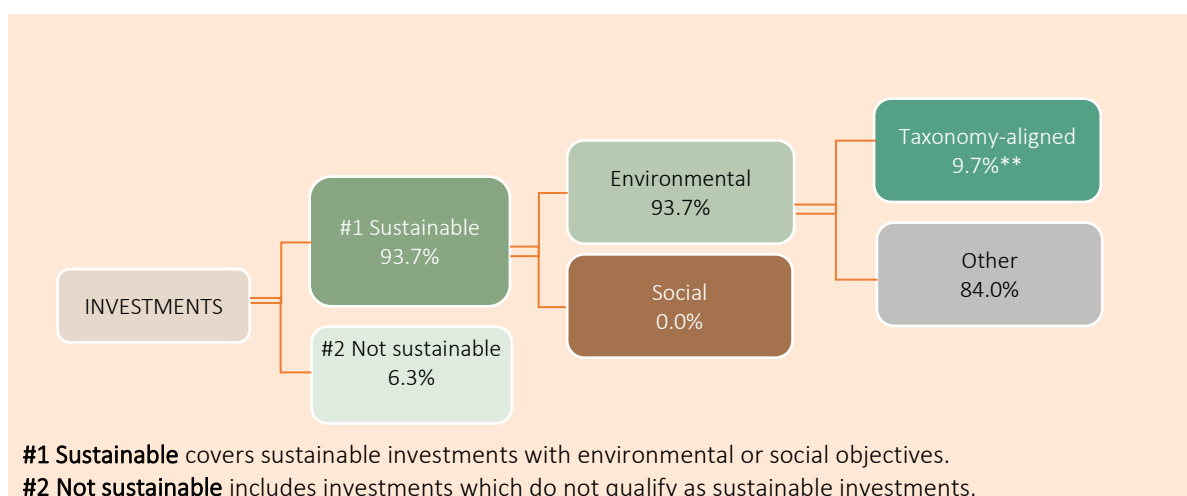 INVESTMENTS
#1 Sustainable
93.7%
#2 Not sustainable
6.3%
Environmental
93.7%
Social
0.0%
Taxonomy-aligned
9.7%**
Other
84.0%
#1 Sustainable covers sustainable investments with environmental or social objectives.
#2 Not sustainable includes investments which do not qualify as sustainable investments.